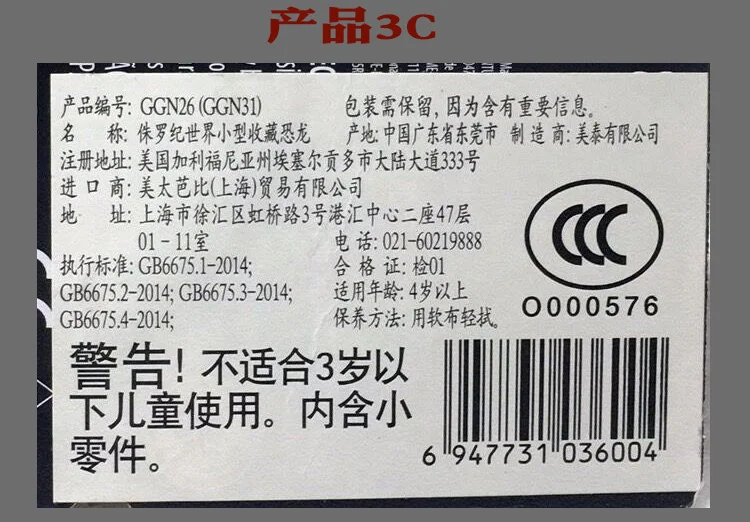 产品3C
产品编号: GGN26 (GGN31) 包装需保留, 因为含有重要信息。
名 称: 侏罗纪世界小型收藏恐龙 产地: 中国广东省东莞市 制造商: 美泰有限公司
注册地址: 美国加利福尼亚州埃塞尔贡多市大陆大道333号
进口商: 美太芭比(上海)贸易有限公司
地 址: 上海市徐汇区虹桥路3号港汇中心二座47层
01-11室 电话: 021-60219888
执行标准: GB6675.1-2014; 合格证: 检01
GB6675.2-2014; GB6675.3-2014; 适用年龄: 4岁以上
GB6675.4-2014; 保养方法: 用软布轻拭。
CCC
O000576
警告! 不适合3岁以
下儿童使用。内含小
零件。
6 947731 036004